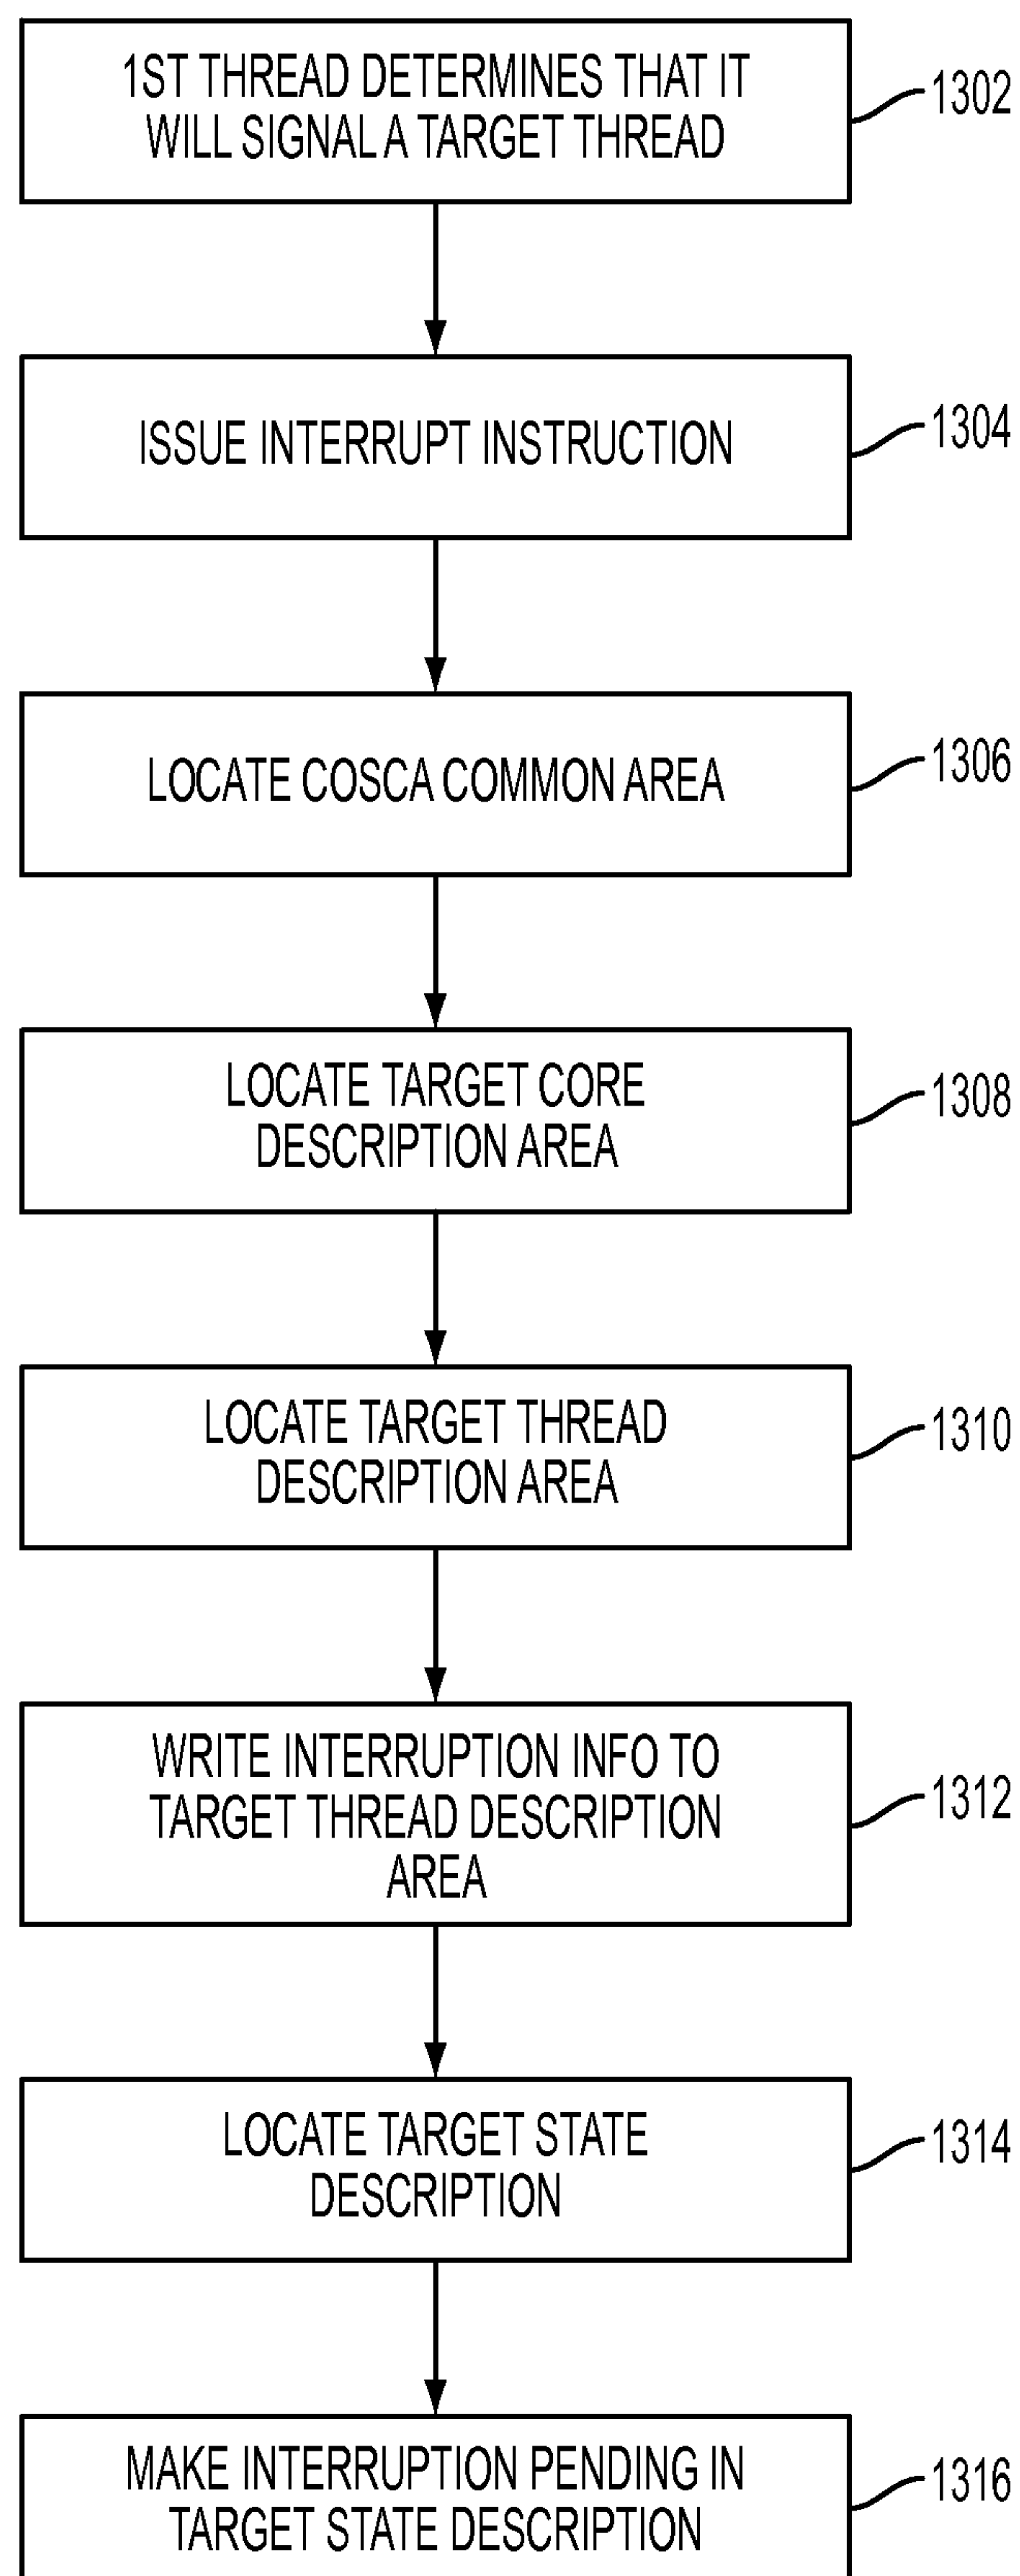 1ST THREAD DETERMINES THAT IT
WILL SIGNAL A TARGET THREAD
1302
ISSUE INTERRUPT INSTRUCTION
1304
LOCATE COSCA COMMON AREA
1306
LOCATE TARGET CORE
DESCRIPTION AREA
1308
LOCATE TARGET THREAD
DESCRIPTION AREA
1310
WRITE INTERRUPTION INFO TO
TARGET THREAD DESCRIPTION
AREA
1312
LOCATE TARGET STATE
DESCRIPTION
1314
MAKE INTERRUPTION PENDING IN
TARGET STATE DESCRIPTION
1316